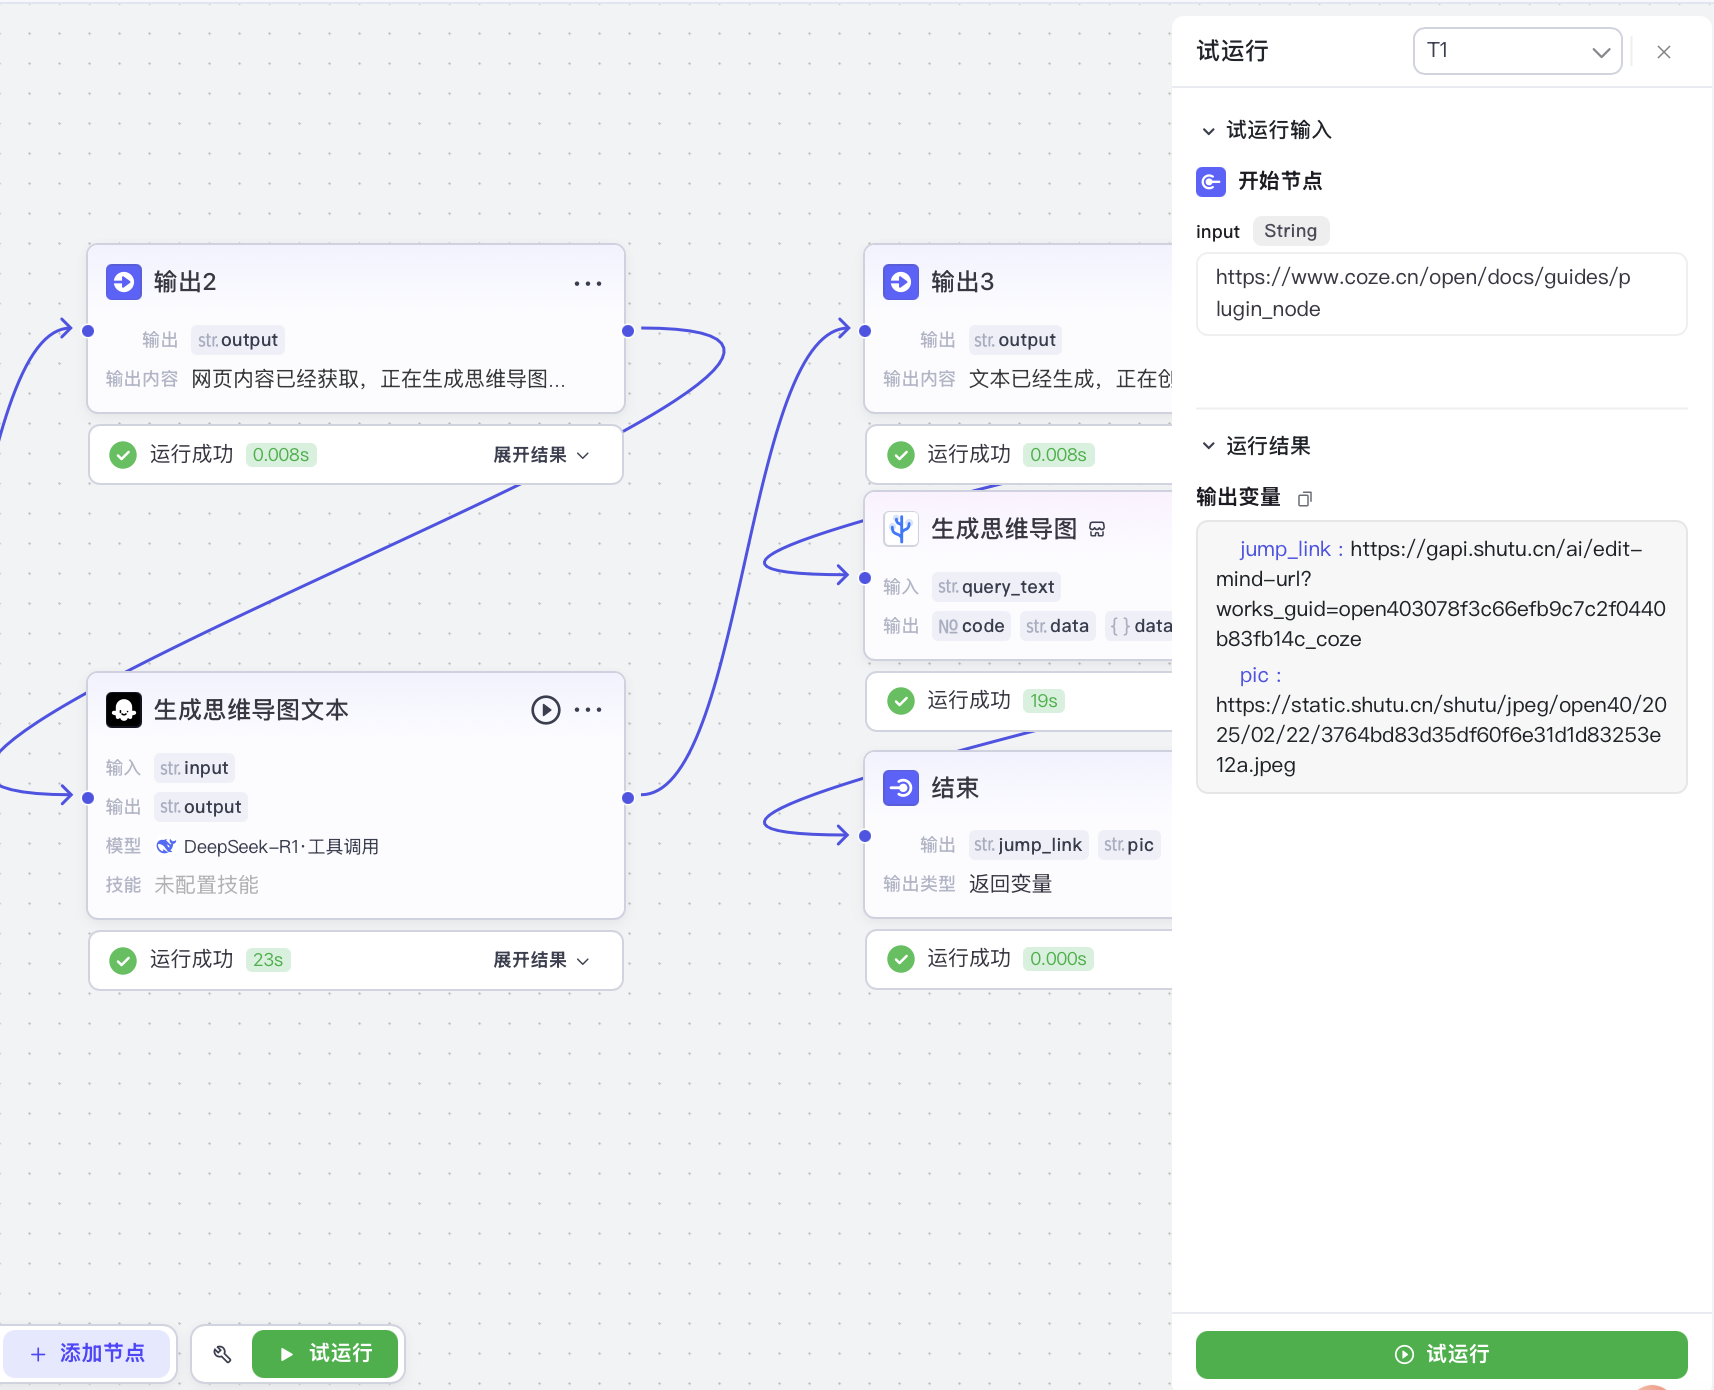 输出2
输出 str. output
输出内容 网页内容已经获取，正在生成思维导图...
运行成功 0.008s 展开结果
生成思维导图文本
输入 str. input
输出 str. output
模型 DeepSeek-R1·工具调用
技能 未配置技能
运行成功 23s 展开结果
输出3
输出 str. output
输出内容 文本已经生成，正在创
运行成功 0.008s
生成思维导图
输入 str. query_text
输出 № code str. data { } data
运行成功 19s
结束
输出 str. jump_link str. pic
输出类型 返回变量
运行成功 0.000s
添加节点
试运行
试运行 T1
试运行输入
开始节点
input String
https://www.coze.cn/open/docs/guides/p
lugin_node
运行结果
输出变量
jump_link : https://gapi.shutu.cn/ai/edit-
mind-url?
works_guid=open403078f3c66efb9c7c2f0440
b83fb14c_coze
pic :
https://static.shutu.cn/shutu/jpeg/open40/20
25/02/22/3764bd83d35df60f6e31d1d83253e
12a.jpeg
试运行